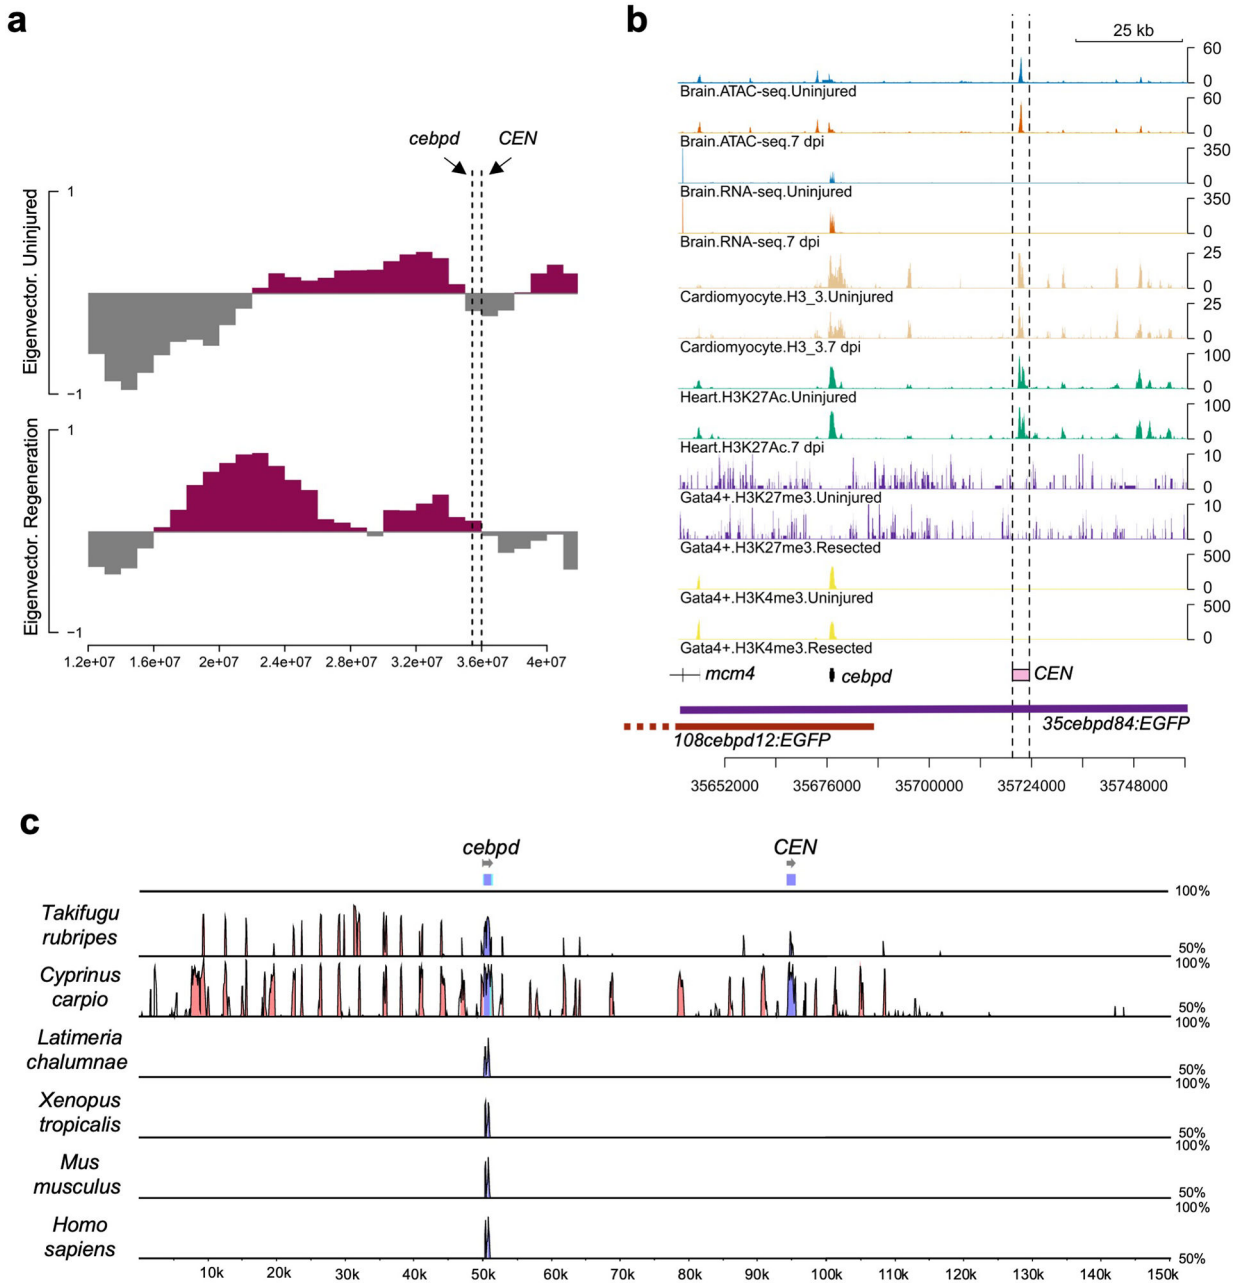 a
cebpd
CEN
Eigenvector. Uninjured
1
−1
Eigenvector. Regeneration
1
−1
1.2e+07 1.6e+07 2e+07 2.4e+07 2.8e+07 3.2e+07 3.6e+07 4e+07
b
25 kb
60
0
Brain.ATAC-seq.Uninjured
60
0
Brain.ATAC-seq.7 dpi
350
0
Brain.RNA-seq.Uninjured
350
0
Brain.RNA-seq.7 dpi
25
0
Cardiomyocyte.H3_3.Uninjured
25
0
Cardiomyocyte.H3_3.7 dpi
100
0
Heart.H3K27Ac.Uninjured
100
0
Heart.H3K27Ac.7 dpi
10
0
Gata4+.H3K27me3.Uninjured
10
0
Gata4+.H3K27me3.Resected
500
0
Gata4+.H3K4me3.Uninjured
500
0
Gata4+.H3K4me3.Resected
mcm4 cebpd CEN
35cebpd84:EGFP
108cebpd12:EGFP
35652000 35676000 35700000 35724000 35748000
c
cebpd CEN
100%
Takifugu
rubripes
50%
100%
Cyprinus
carpio
50%
100%
Latimeria
chalumnae
50%
100%
Xenopus
tropicalis
50%
100%
Mus
musculus
50%
100%
Homo
sapiens
50%
10k 20k 30k 40k 50k 60k 70k 80k 90k 100k 110k 120k 130k 140k 150k